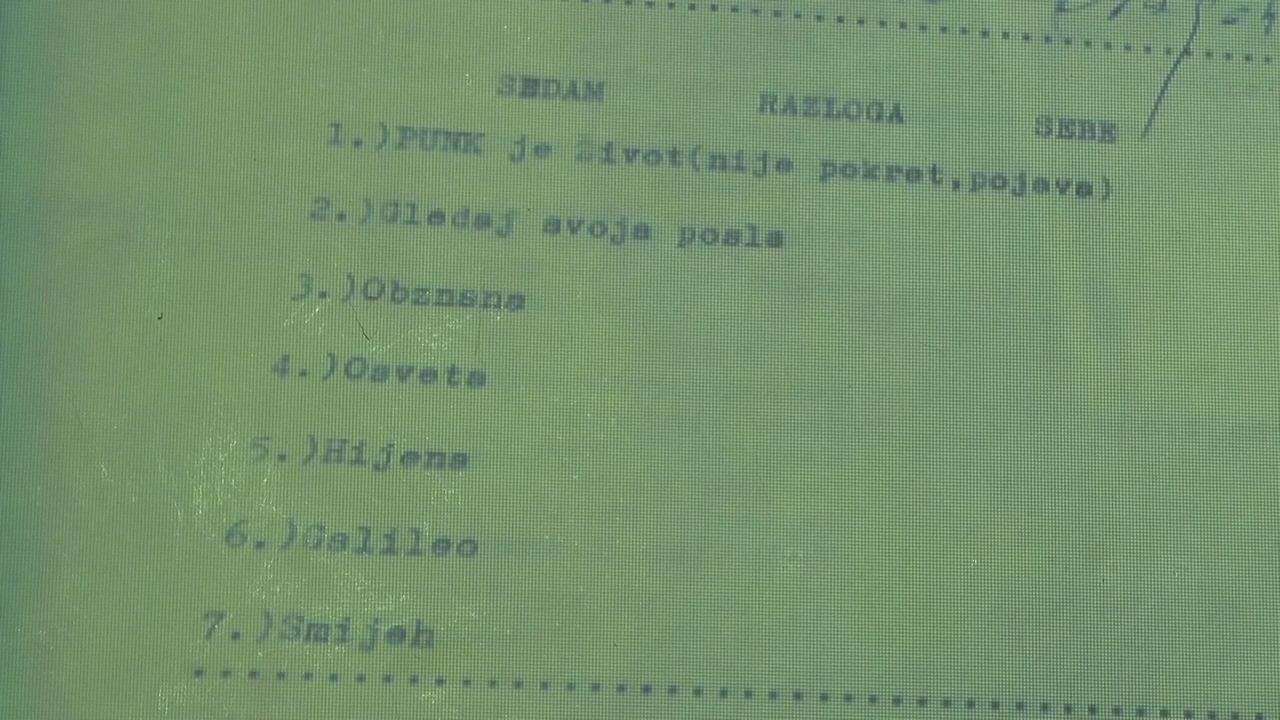 SEDAM RAZLOGA SEBE
1.)PUNK je život(nije pokret,pojava)
2.)Gledaj svoja posla
3.)Obznana
4.)Osveta
5.)Hijena
6.)Galileo
7.)Smijeh